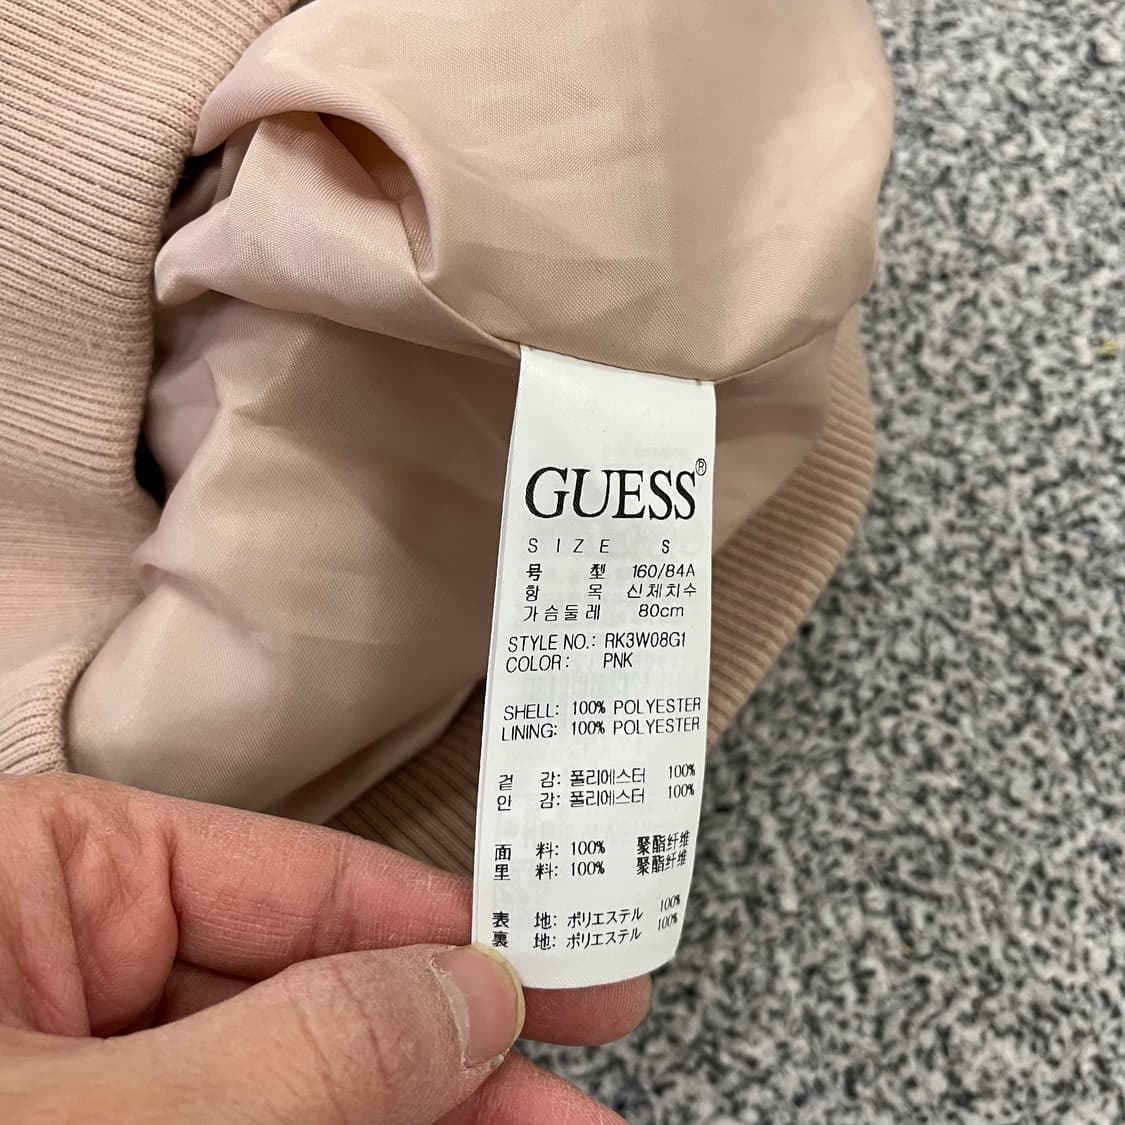 GUESS®
SIZE S
号 型 160/84A
항 목 신체치수
가슴둘레 80cm
STYLE NO.: RK3W08G1
COLOR: PNK
SHELL: 100% POLYESTER
LINING: 100% POLYESTER
겉 감: 폴리에스터 100%
안 감: 폴리에스터 100%
面 料: 100% 聚酯纤维
里 料: 100% 聚酯纤维
表 地: ポリエステル 100%
裏 地: ポリエステル 100%